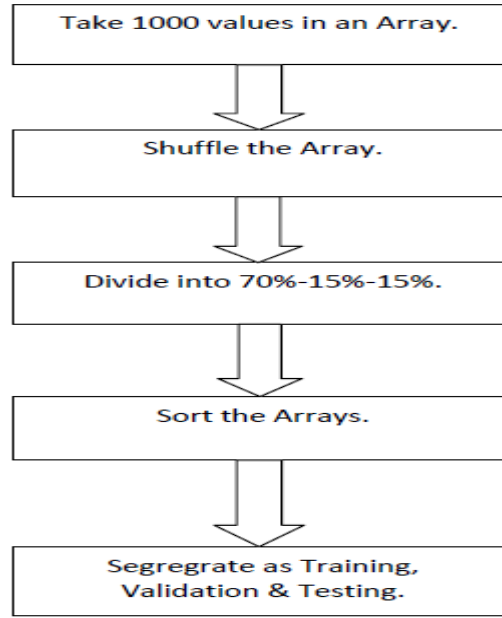 Take 1000 values in an Array.
Shuffle the Array.
Divide into 70%-15%-15%.
Sort the Arrays.
Segregrate as Training,
Validation & Testing.